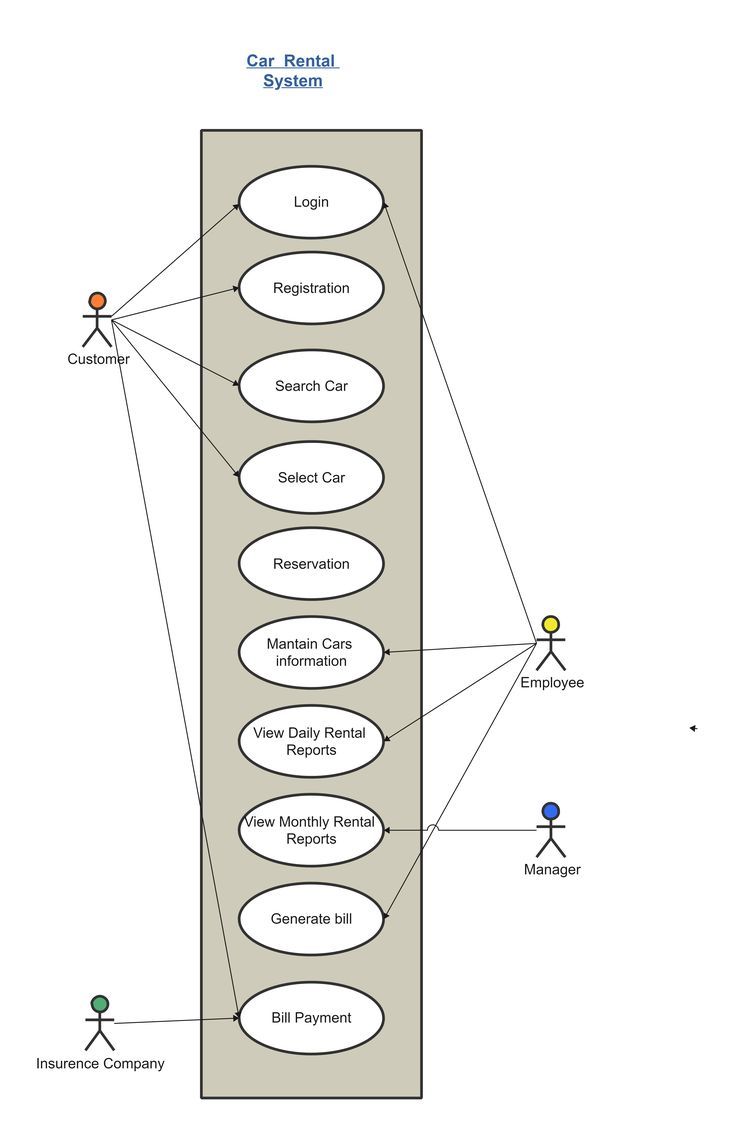 Car Rental
System
Login
Registration
Customer
Search Car
Select Car
Reservation
Mantain Cars
information
Employee
View Daily Rental
Reports
View Monthly Rental
Reports
Manager
Generate bill
Bill Payment
Insurence Company